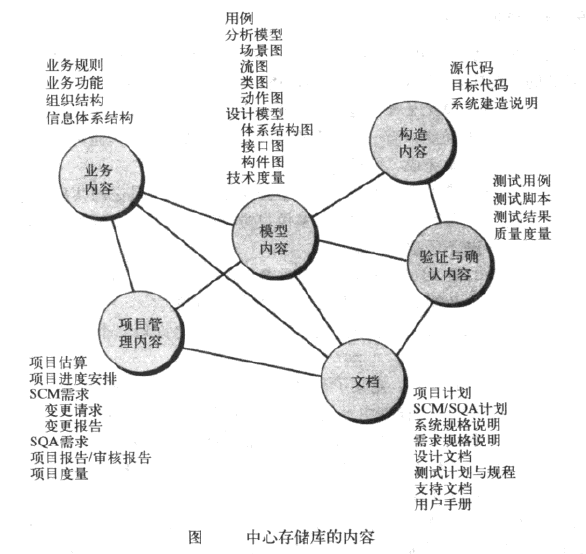 用例
分析模型
场景图
流图
类图
动作图
设计模型
体系结构图
接口图
构件图
技术度量
业务规则
业务功能
组织结构
信息体系结构
源代码
目标代码
系统建造说明
业务
内容
构造
内容
模型
内容
测试用例
测试脚本
测试结果
质量度量
验证与确
认内容
项目管
理内容
文档
项目估算
项目进度安排
SCM需求
变更请求
变更报告
SQA需求
项目报告/审核报告
项目度量
项目计划
SCM/SQA计划
系统规格说明
需求规格说明
设计文档
测试计划与规程
支持文档
用户手册
图 中心存储库的内容